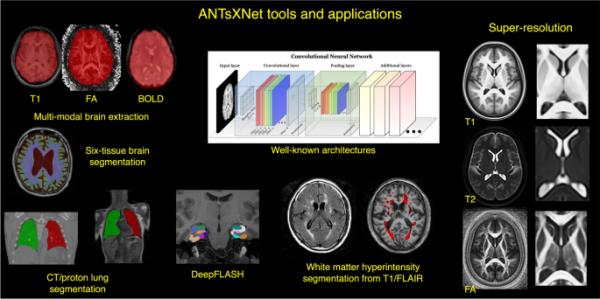 ANTsXNet tools and applications
T1
FA
BOLD
Multi-modal brain extraction
Six-tissue brain
segmentation
CT/proton lung
segmentation
Convolutional Neural Network
Input layer
Convolutional layer
Pooling layer
Additional layers
Well-known architectures
DeepFLASH
White matter hyperintensity
segmentation from T1/FLAIR
Super-resolution
T1
T2
FA